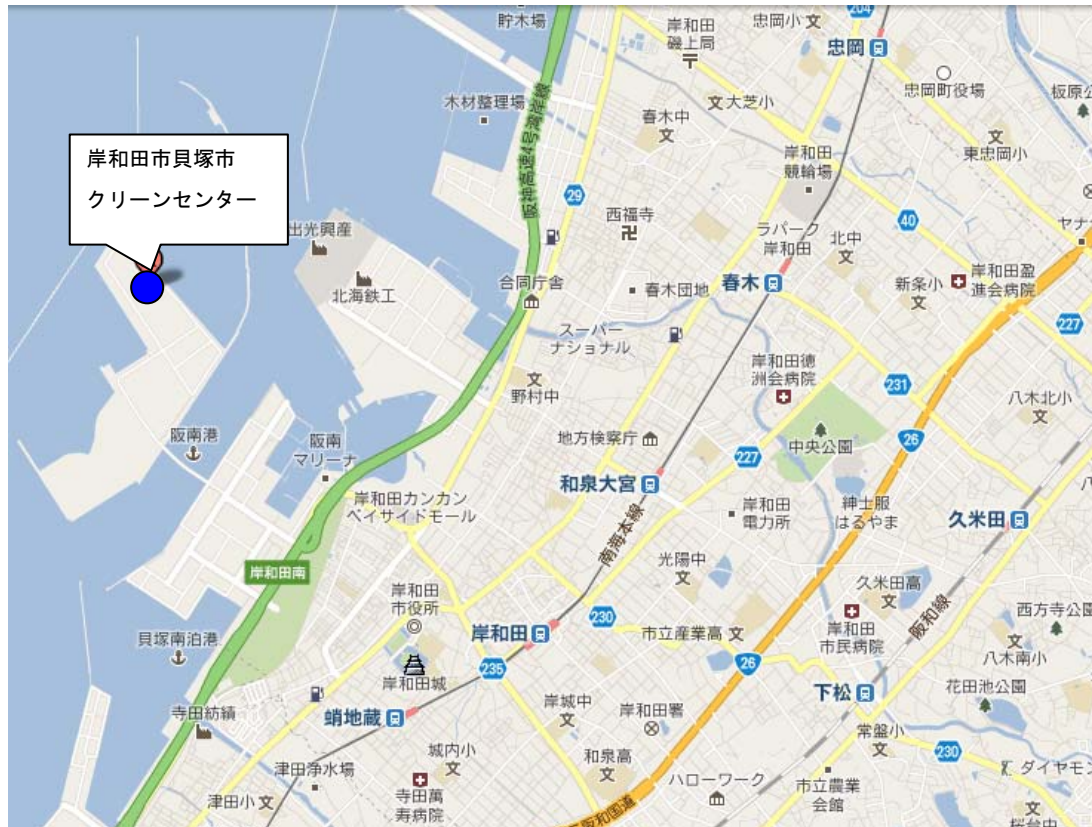 貯木場
204
忠岡小
岸和田
磯上局
忠岡
忠岡町役場
板原公
木材整理場
大芝小
春木中
阪神高速4号湾岸線
東忠岡小
岸和田
競輪場
岸和田市貝塚市
クリーンセンター
29
西福寺
40
ラパーク
岸和田
北中
ヤナ
出光興産
北海鉄工
合同庁舎
春木団地
春木
新条小
岸和田盈
進会病院
227
スーパー
ナショナル
岸和田徳
洲会病院
231
八木北小
野村中
阪南港
阪南
マリーナ
地方検察庁
227
中央公園
26
和泉大宮
岸和田カンカン
ベイサイドモール
岸和田
電力所
紳士服
はるやま
久米田
南海本線
光陽中
岸和田南
岸和田
市役所
久米田高
阪和線
西方寺公園
230
貝塚南泊港
岸和田
市立産業高
岸和田
市民病院
八木南小
26
岸和田城
235
下松
花田池公園
寺田紡績
蛸地蔵
岸城中
岸和田署
常盤小
230
城内小
和泉高
津田浄水場
ハローワーク
市立農業
会館
ダイヤモン
津田小
寺田萬
寿病院
阪和国道
桜台中